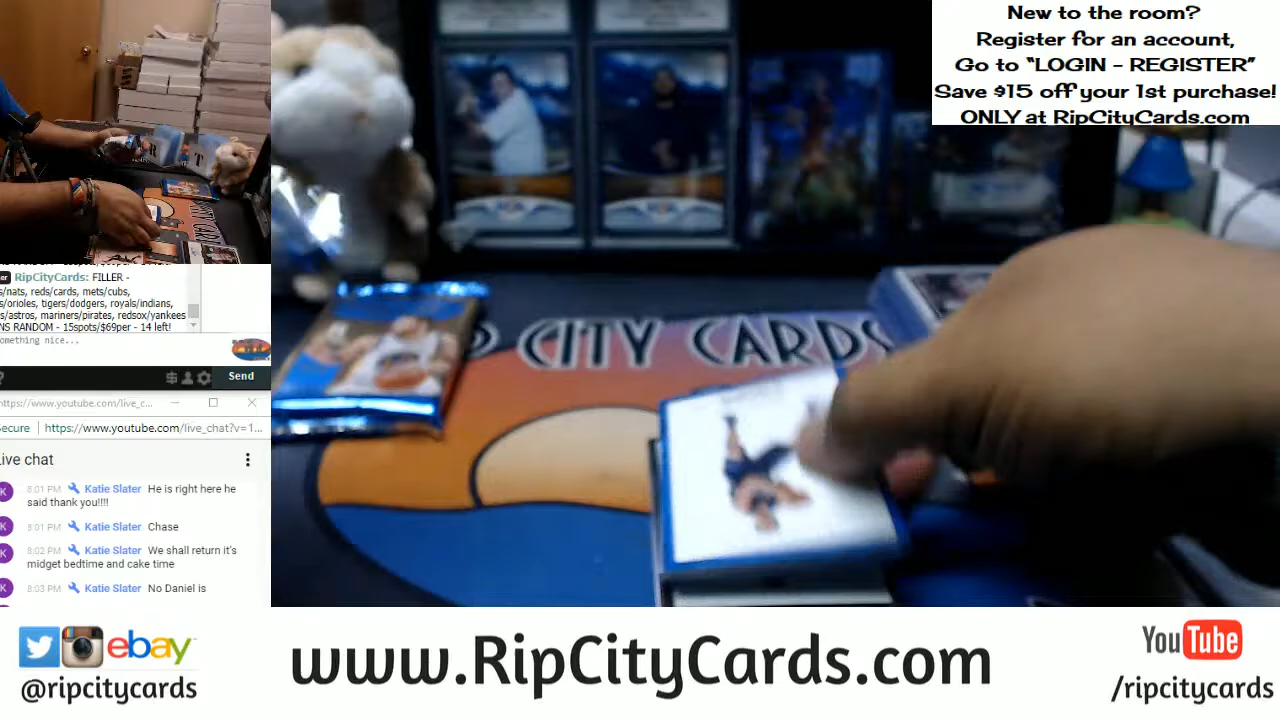 New to the room?
Register for an account,
Go to “LOGIN - REGISTER”
Save $15 off your 1st purchase!
ONLY at RipCityCards.com
R
T
RipCityCards: FILLER -
s/nats, reds/cards, mets/cubs,
s/orioles, tigers/dodgers, royals/indians,
s/astros, mariners/pirates, redsox/yankees
NS RANDOM - 15spots/$69per - 14 left!
omething nice...
Send
https://www.youtube.com/live_c...
Secure
https://www.youtube.com/live_chat?v=1...
Live chat
8:01 PM Katie Slater He is right here he
said thank you!!!!
8:01 PM Katie Slater Chase
8:02 PM Katie Slater We shall return it's
midget bedtime and cake time
8:03 PM Katie Slater No Daniel is
P CITY CARDS
ebay
@ripcitycards
www.RipCityCards.com
YouTube
/ripcitycards